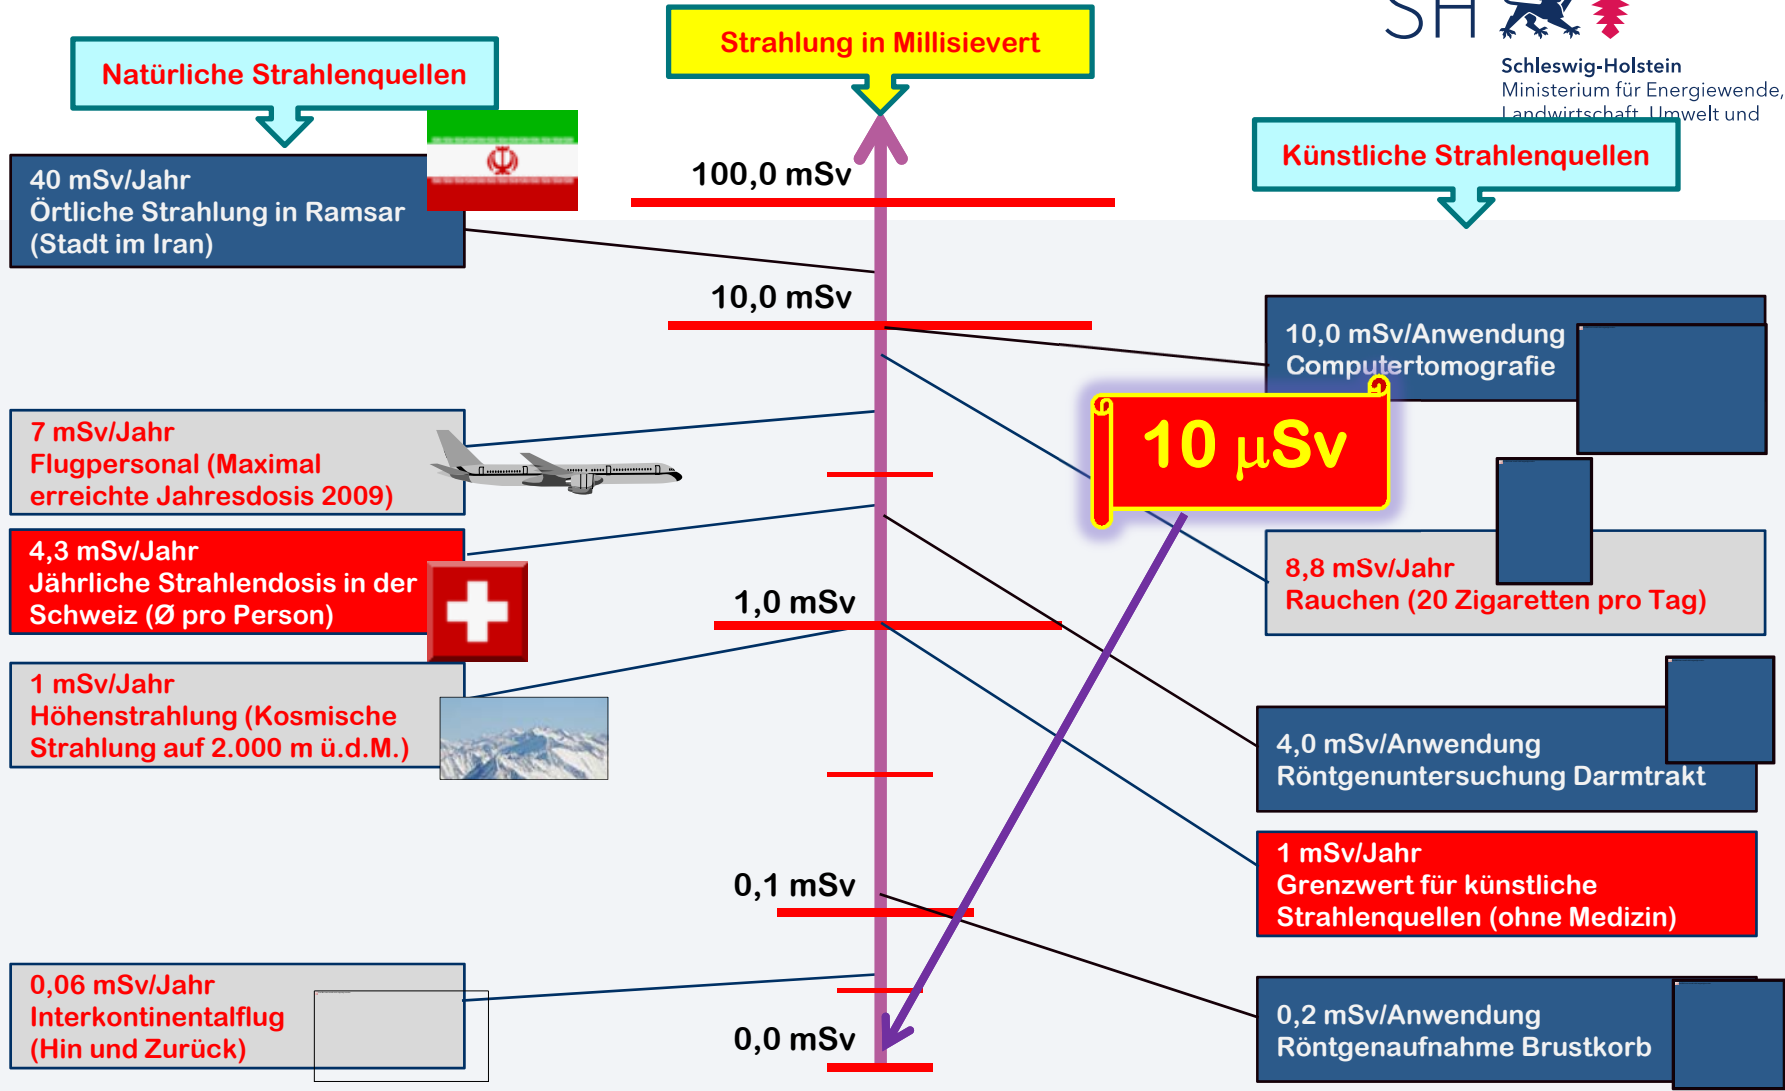 SH
Schleswig-Holstein
Ministerium für Energiewende,
Landwirtschaft, Umwelt und
Strahlung in Millisievert
Natürliche Strahlenquellen
Künstliche Strahlenquellen
40 mSv/Jahr
Örtliche Strahlung in Ramsar
(Stadt im Iran)
7 mSv/Jahr
Flugpersonal (Maximal
erreichte Jahresdosis 2009)
4,3 mSv/Jahr
Jährliche Strahlendosis in der
Schweiz (Ø pro Person)
1 mSv/Jahr
Höhenstrahlung (Kosmische
Strahlung auf 2.000 m ü.d.M.)
0,06 mSv/Jahr
Interkontinentalflug
(Hin und Zurück)
100,0 mSv
10,0 mSv
1,0 mSv
0,1 mSv
0,0 mSv
10 µSv
10,0 mSv/Anwendung
Computertomografie
8,8 mSv/Jahr
Rauchen (20 Zigaretten pro Tag)
4,0 mSv/Anwendung
Röntgenuntersuchung Darmtrakt
1 mSv/Jahr
Grenzwert für künstliche
Strahlenquellen (ohne Medizin)
0,2 mSv/Anwendung
Röntgenaufnahme Brustkorb